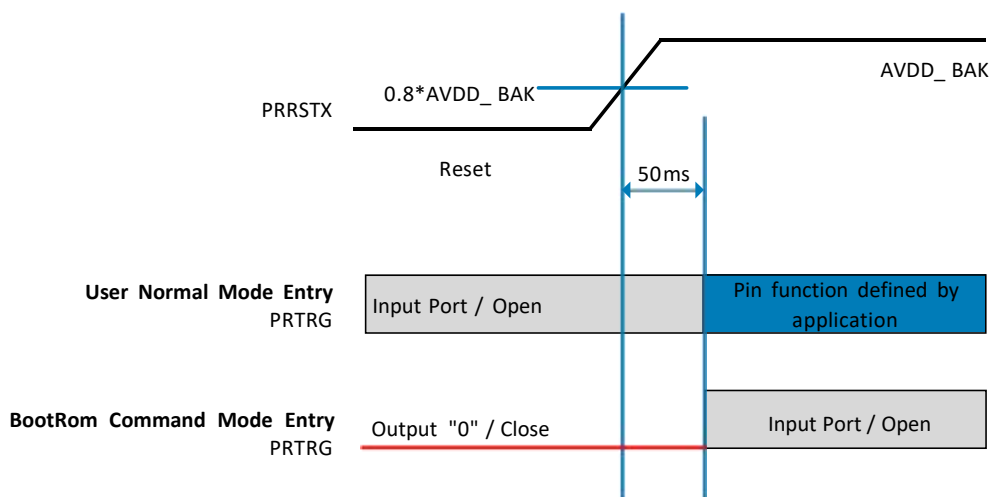 AVDD_ BAK
0.8*AVDD_ BAK
PRRSTX
Reset
50ms
User Normal Mode Entry
PRTRG
Input Port / Open
Pin function defined by
application
BootRom Command Mode Entry
PRTRG
Output "0" / Close
Input Port / Open